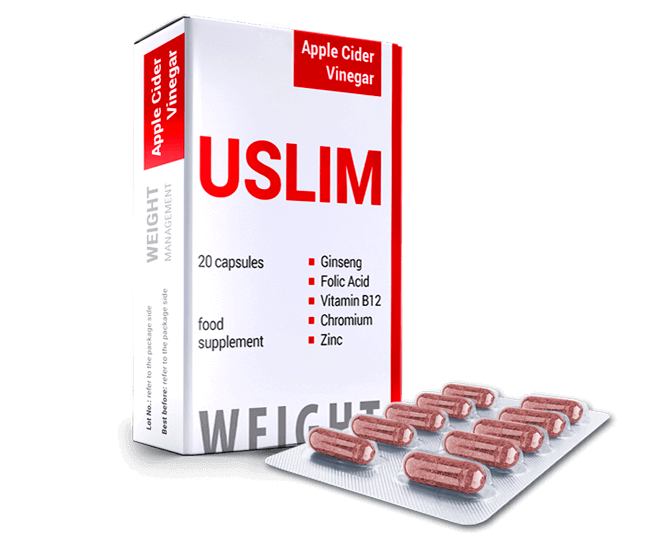 Apple Cider
Vinegar
USLIM
20 capsules
food
supplement
Ginseng
Folic Acid
Vitamin B12
Chromium
Zinc
WEIGHT
Apple Cider
Vinegar
WEIGHT
MANAGEMENT
Lot No.: refer to the package side
Best before: refer to the package side